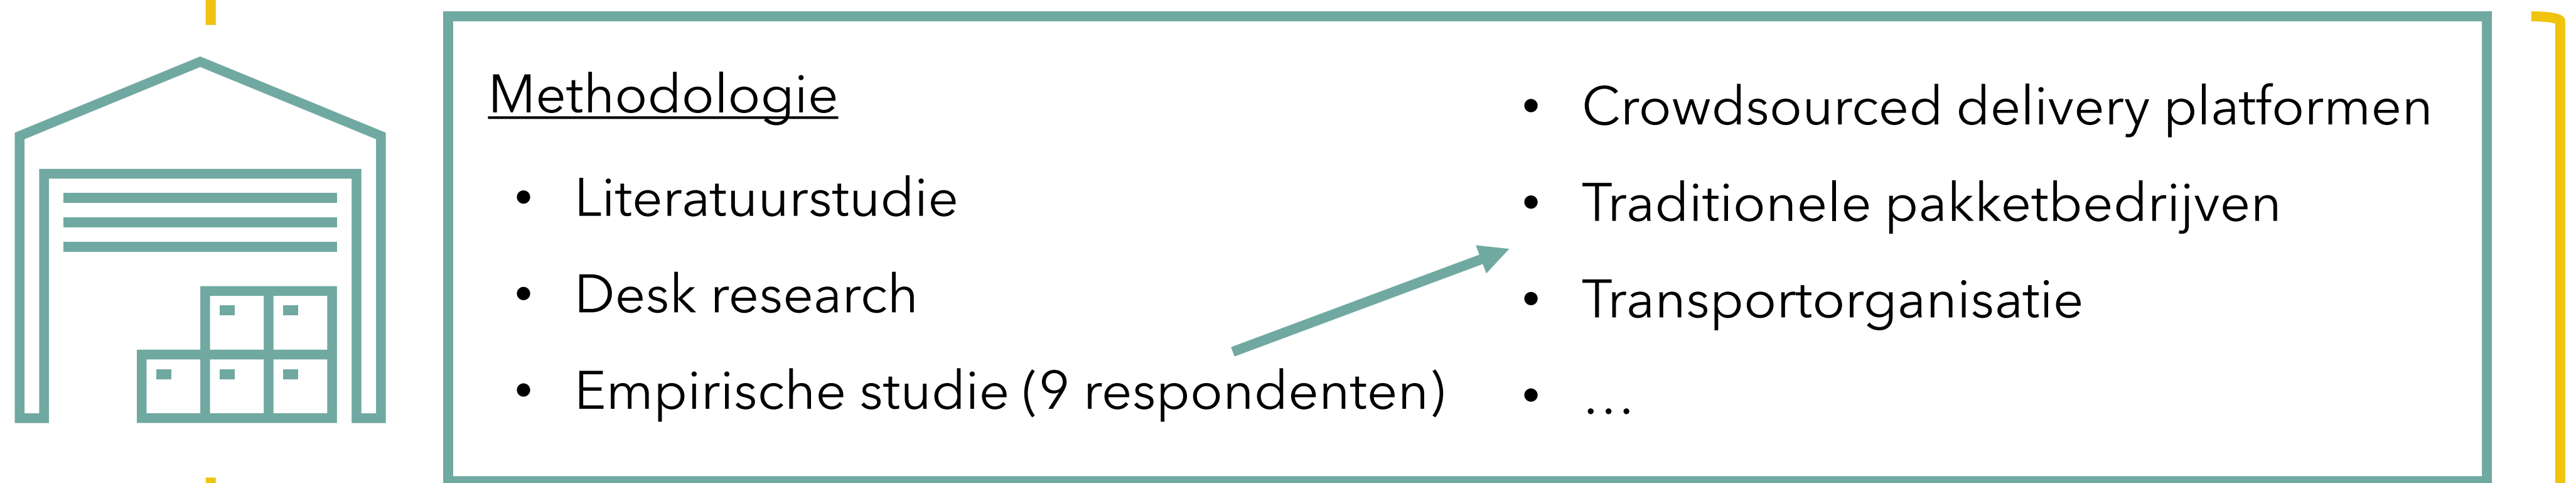 Methodologie
• Literatuurstudie
• Desk research
• Empirische studie (9 respondenten)
• Crowdsourced delivery platformen
• Traditionele pakketbedrijven
• Transportorganisatie
• …